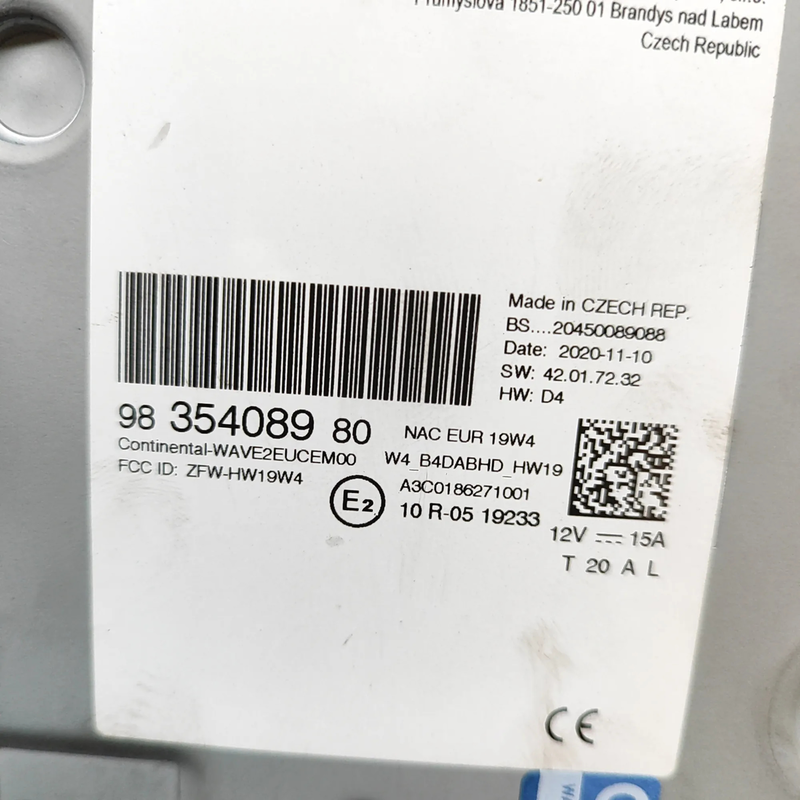 Prumyslova 1851-250 01 Brandys nad Labem
Czech Republic
Made in CZECH REP.
BS....20450089088
Date: 2020-11-10
SW: 42.01.72.32
HW: D4
98 354089 80
NAC EUR 19W4
Continental-WAVE2EUCEM00
W4_B4DABHD_HW19
FCC ID: ZFW-HW19W4
A3C0186271001
E2
10 R-05 19233
12V ⎓ 15A
T 20 A L
CE